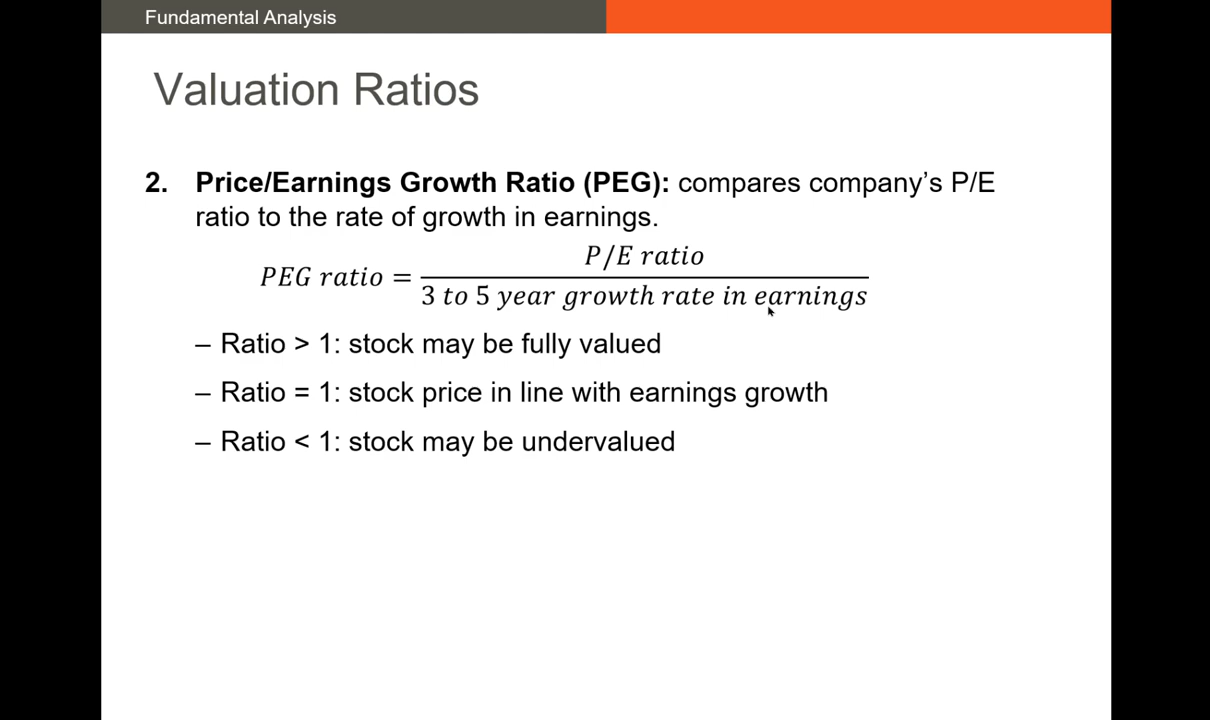 Fundamental Analysis
Valuation Ratios
2. Price/Earnings Growth Ratio (PEG): compares company’s P/E
ratio to the rate of growth in earnings.
PEG ratio = P/E ratio
3 to 5 year growth rate in earnings
– Ratio > 1: stock may be fully valued
– Ratio = 1: stock price in line with earnings growth
– Ratio < 1: stock may be undervalued